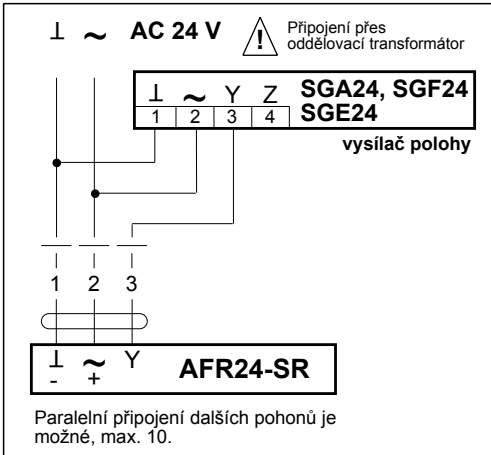 ⊥ ~ AC 24 V
! Připojení přes
oddělovací transformátor
⊥ ~ Y Z
1 2 3 4
SGA24, SGF24
SGE24
vysílač polohy
1 2 3
⊥ ~ Y
- +
AFR24-SR
Paralelní připojení dalších pohonů je
možné, max. 10.